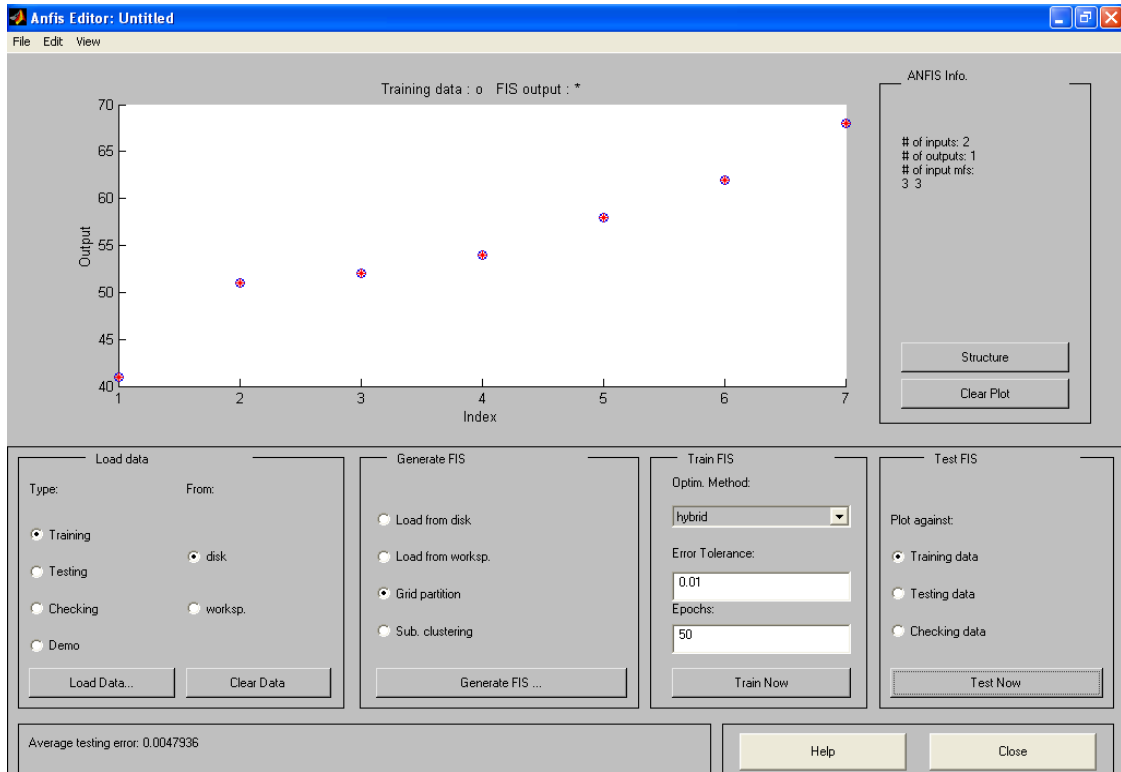 Anfis Editor: Untitled
File Edit View
Training data : o FIS output : *
70
65
60
55
50
45
40
Output
1 2 3 4 5 6 7
Index
ANFIS Info.
# of inputs: 2
# of outputs: 1
# of input mfs:
3 3
Structure
Clear Plot
Load data
Type:
From:
Training
Testing
Checking
Demo
disk
worksp.
Load Data...
Clear Data
Generate FIS
Load from disk
Load from worksp.
Grid partition
Sub. clustering
Generate FIS ...
Train FIS
Optim. Method:
hybrid
Error Tolerance:
0.01
Epochs:
50
Train Now
Test FIS
Plot against:
Training data
Testing data
Checking data
Test Now
Average testing error: 0.0047936
Help
Close